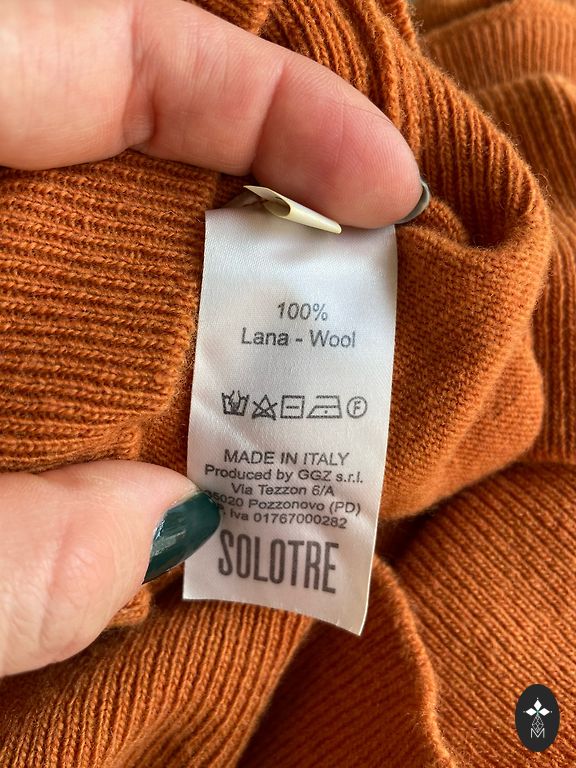 100%
Lana - Wool
F
MADE IN ITALY
Produced by GGZ s.r.l.
Via Tezzon 6/A
5020 Pozzonovo (PD)
Iva 01767000282
SOLOTRE
M